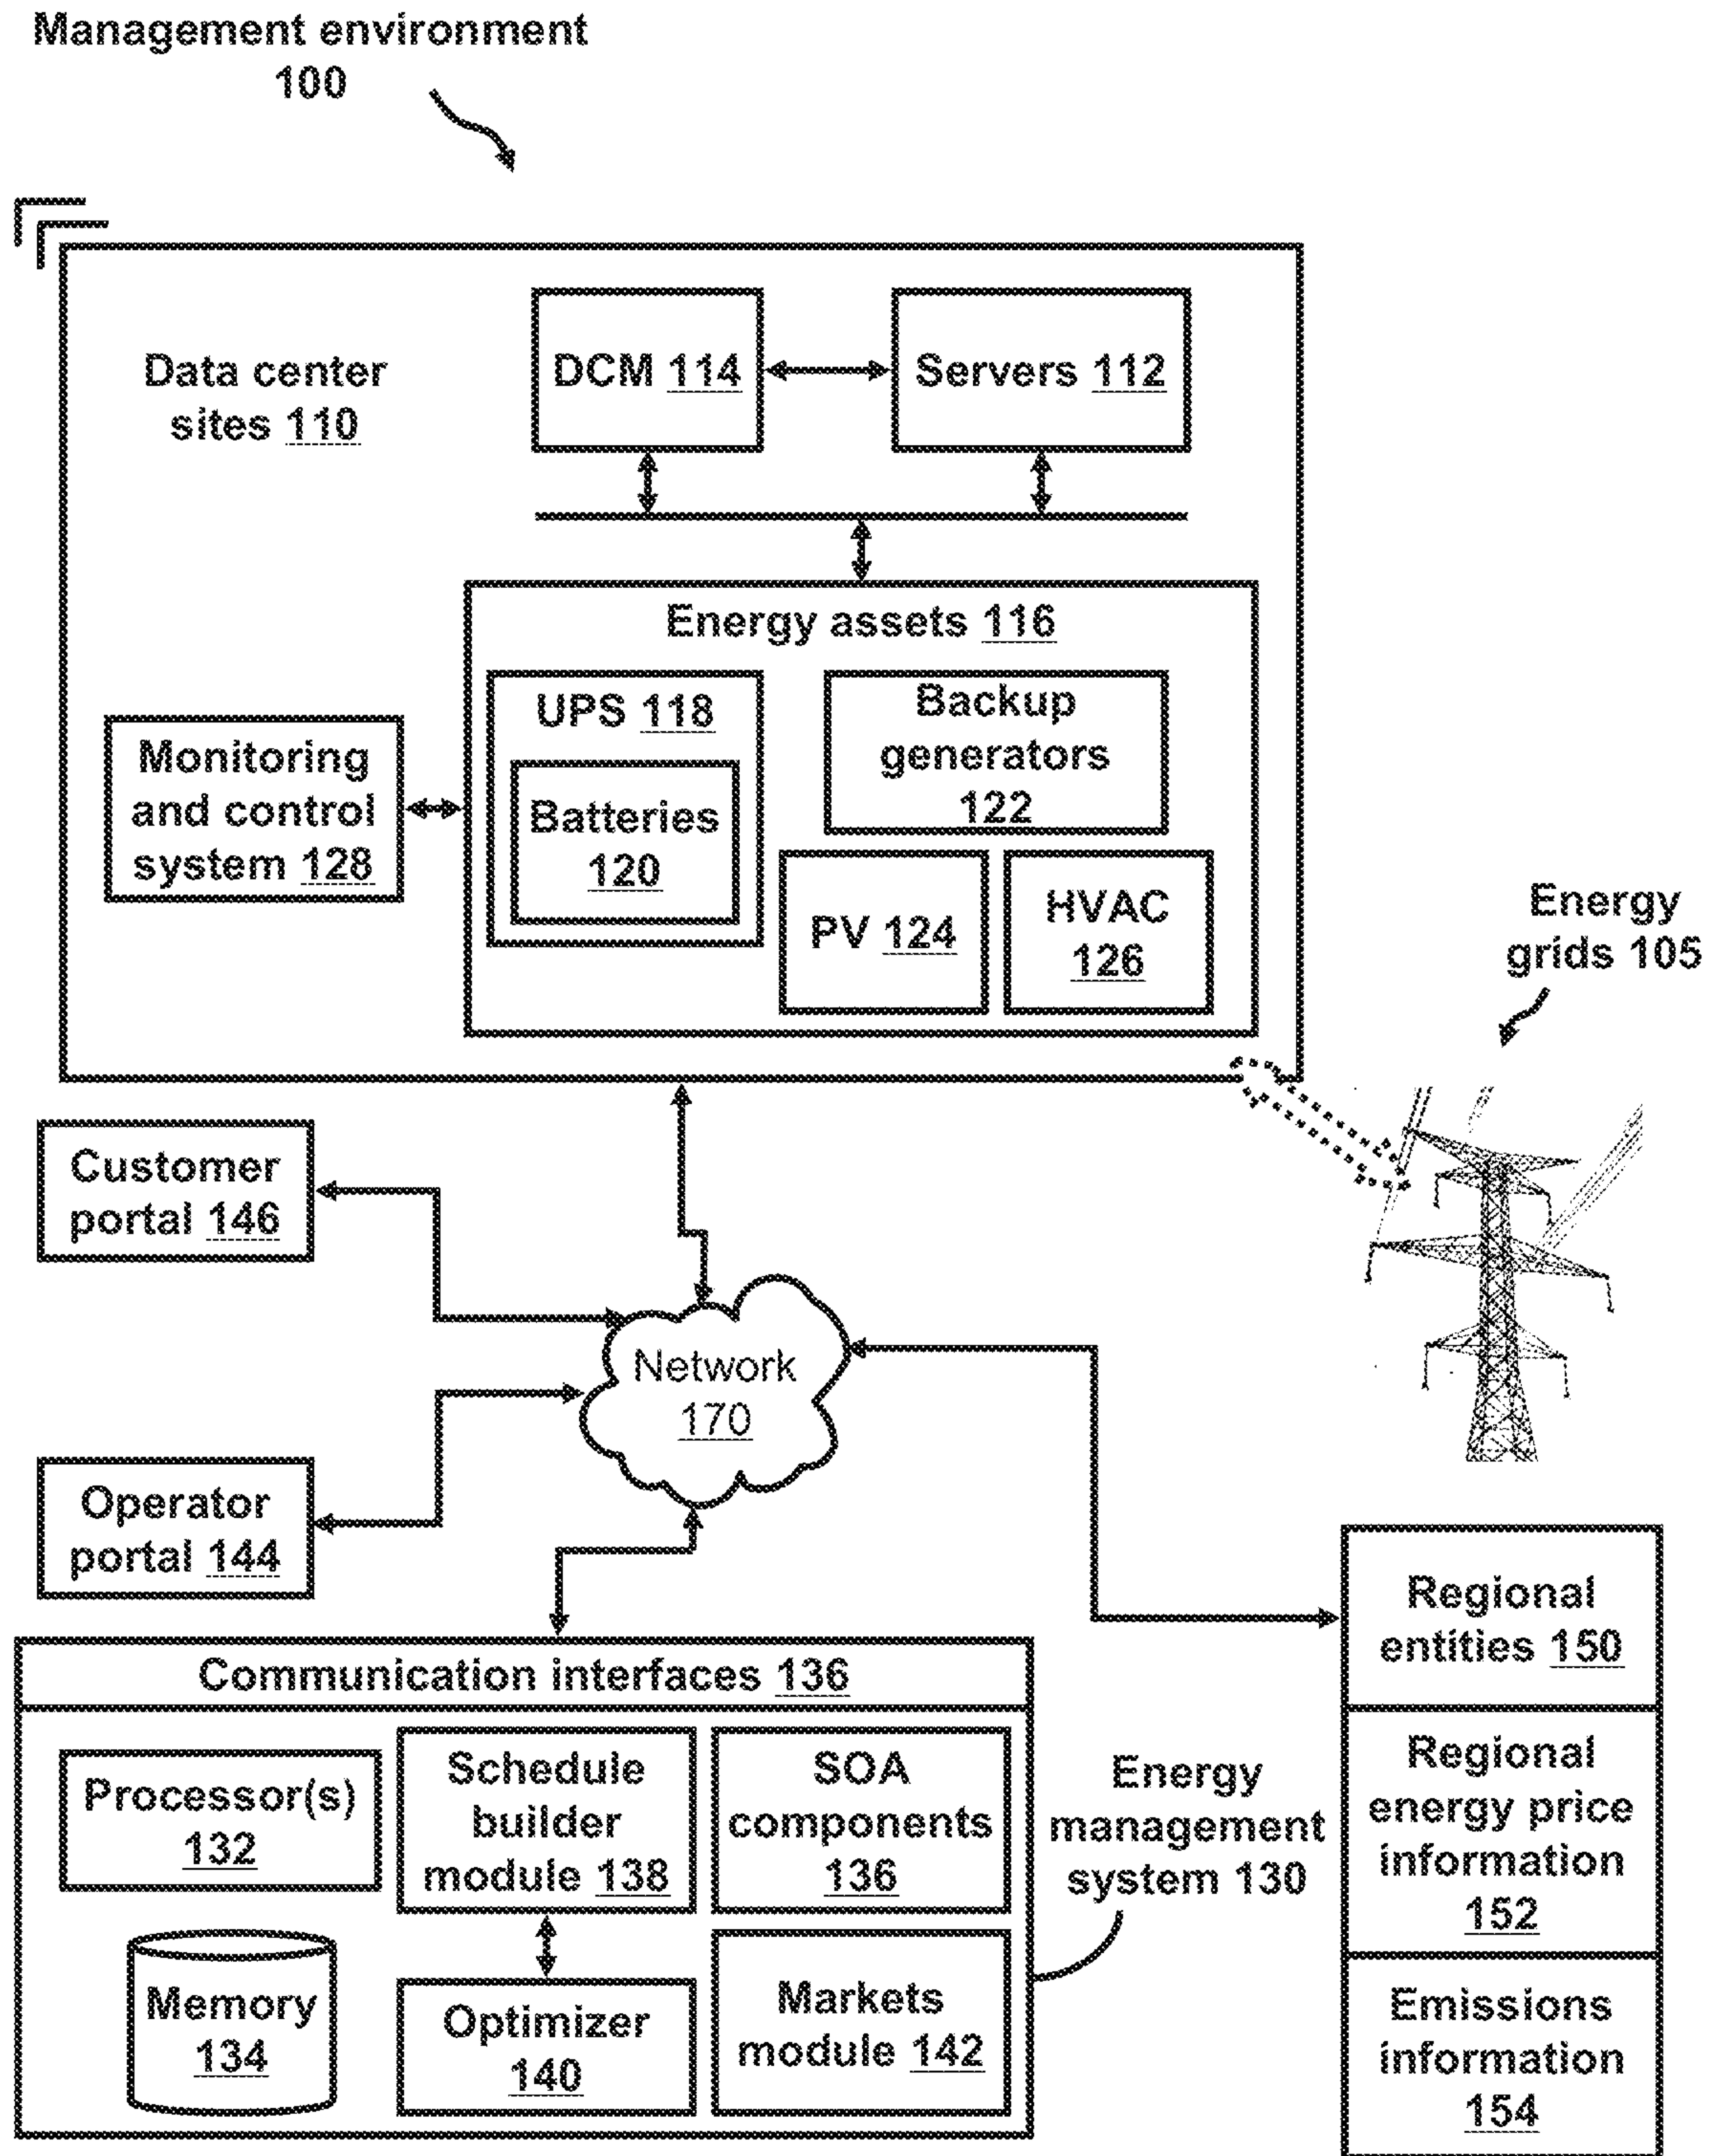 Management environment
100
Data center
sites 110
DCM 114
Servers 112
Energy assets 116
UPS 118
Batteries
120
Backup
generators
122
PV 124
HVAC
126
Monitoring
and control
system 128
Energy
grids 105
Customer
portal 146
Network
170
Operator
portal 144
Communication interfaces 136
Processor(s)
132
Schedule
builder
module 138
SOA
components
136
Memory
134
Optimizer
140
Markets
module 142
Energy
management
system 130
Regional
entities 150
Regional
energy price
information
152
Emissions
information
154